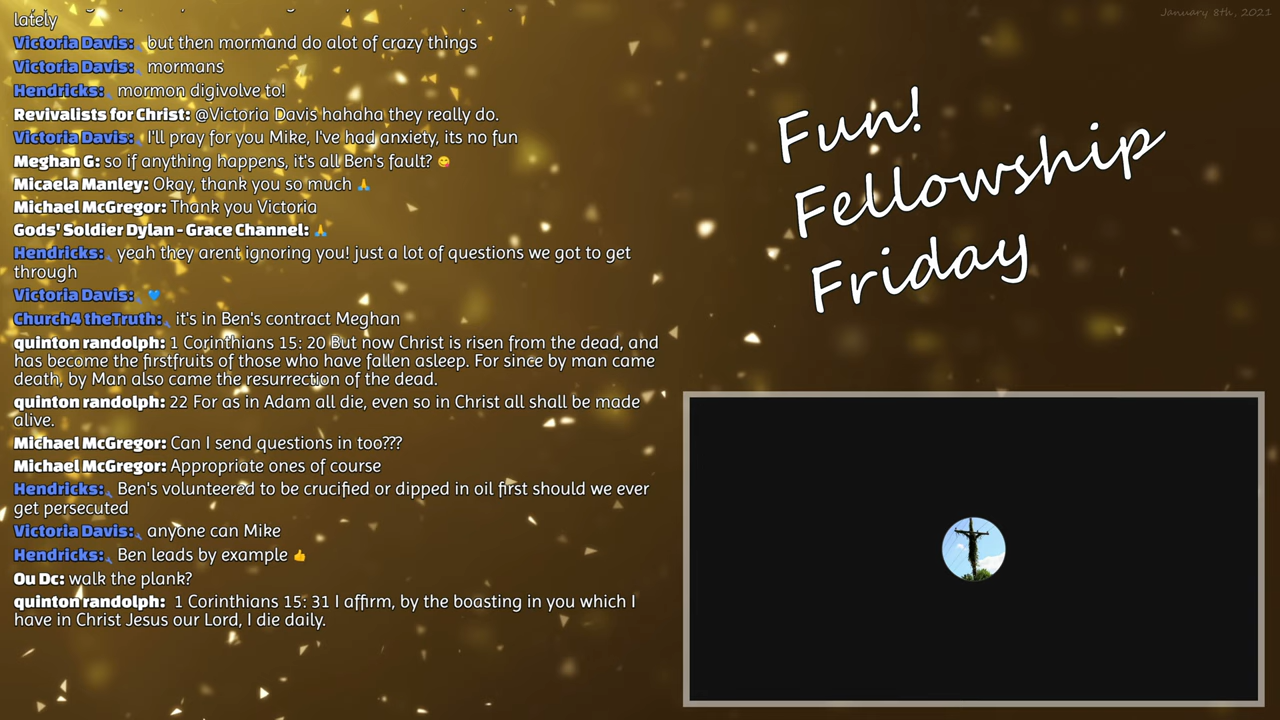 lately
Victoria Davis: but then mormand do alot of crazy things
Victoria Davis: mormans
Hendricks: mormon digivolve to!
Revivalists for Christ: @Victoria Davis hahaha they really do.
Victoria Davis: I'll pray for you Mike, I've had anxiety, its no fun
Meghan G: so if anything happens, it's all Ben's fault? 😋
Micaela Manley: Okay, thank you so much 🙏
Michael McGregor: Thank you Victoria
Gods' Soldier Dylan - Grace Channel: 🙏
Hendricks: yeah they arent ignoring you! just a lot of questions we got to get
through
Victoria Davis: 💙
Church4 theTruth: it's in Ben's contract Meghan
quinton randolph: 1 Corinthians 15: 20 But now Christ is risen from the dead, and
has become the firstfruits of those who have fallen asleep. For since by man came
death, by Man also came the resurrection of the dead.
quinton randolph: 22 For as in Adam all die, even so in Christ all shall be made
alive.
Michael McGregor: Can I send questions in too???
Michael McGregor: Appropriate ones of course
Hendricks: Ben's volunteered to be crucified or dipped in oil first should we ever
get persecuted
Victoria Davis: anyone can Mike
Hendricks: Ben leads by example 👍
Ou Dc: walk the plank?
quinton randolph: 1 Corinthians 15: 31 I affirm, by the boasting in you which I
have in Christ Jesus our Lord, I die daily.
January 8th, 2021
Fun!
Fellowship
Friday